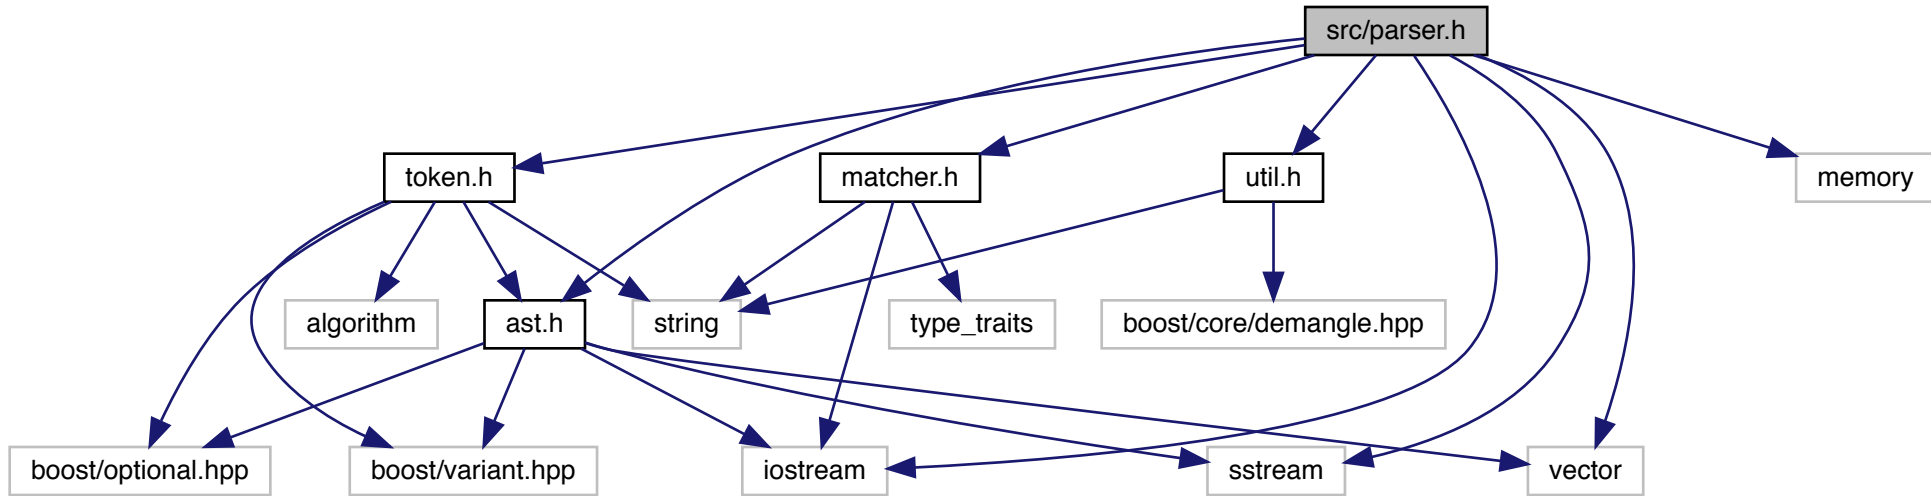 src/parser.h
token.h
matcher.h
util.h
memory
algorithm
ast.h
string
type_traits
boost/core/demangle.hpp
boost/optional.hpp
boost/variant.hpp
iostream
sstream
vector